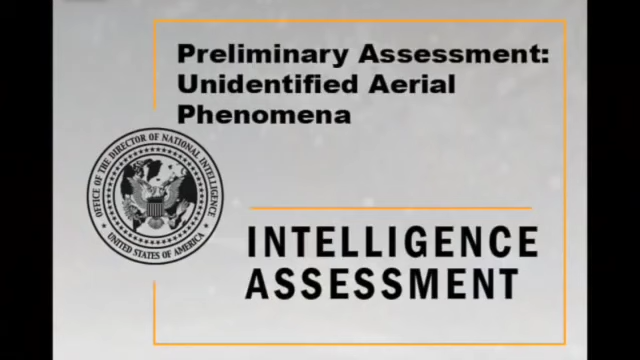 Preliminary Assessment:
Unidentified Aerial
Phenomena
OFFICE OF THE DIRECTOR OF NATIONAL INTELLIGENCE
UNITED STATES OF AMERICA
INTELLIGENCE
ASSESSMENT